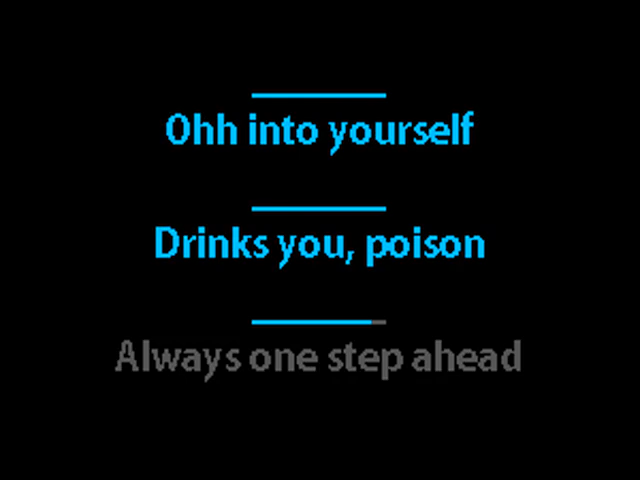 Ohh into yourself
Drinks you, poison
Always one step ahead